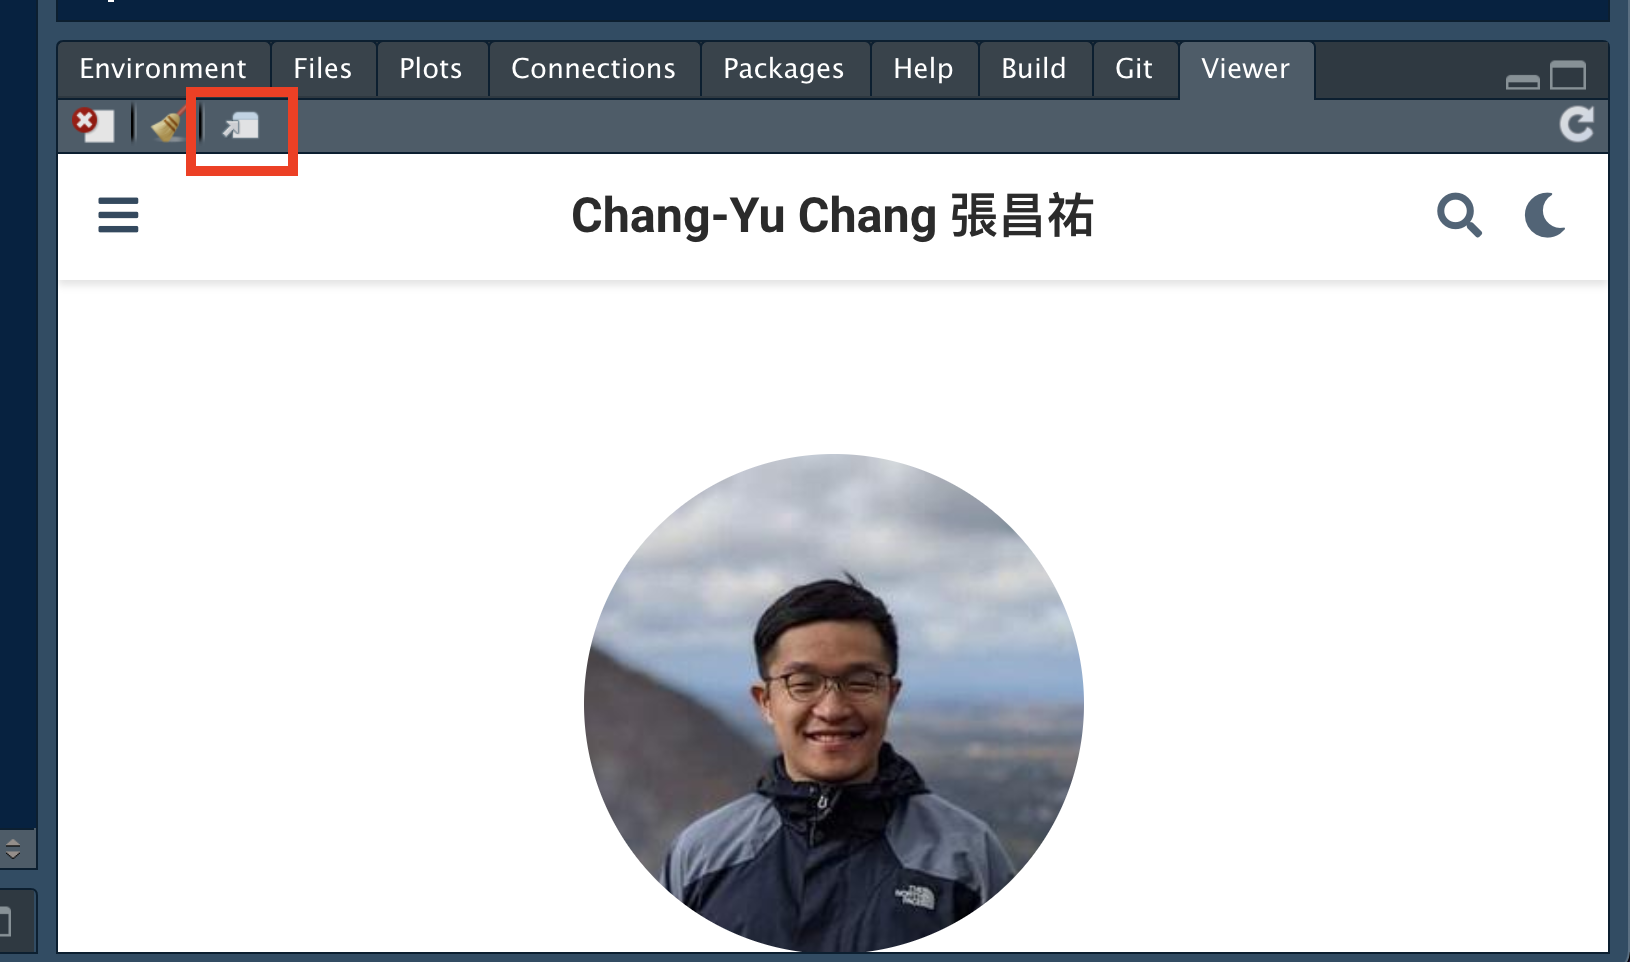 Environment Files Plots Connections Packages Help Build Git Viewer
Chang-Yu Chang 張昌祐
THE
NORTH
FACE